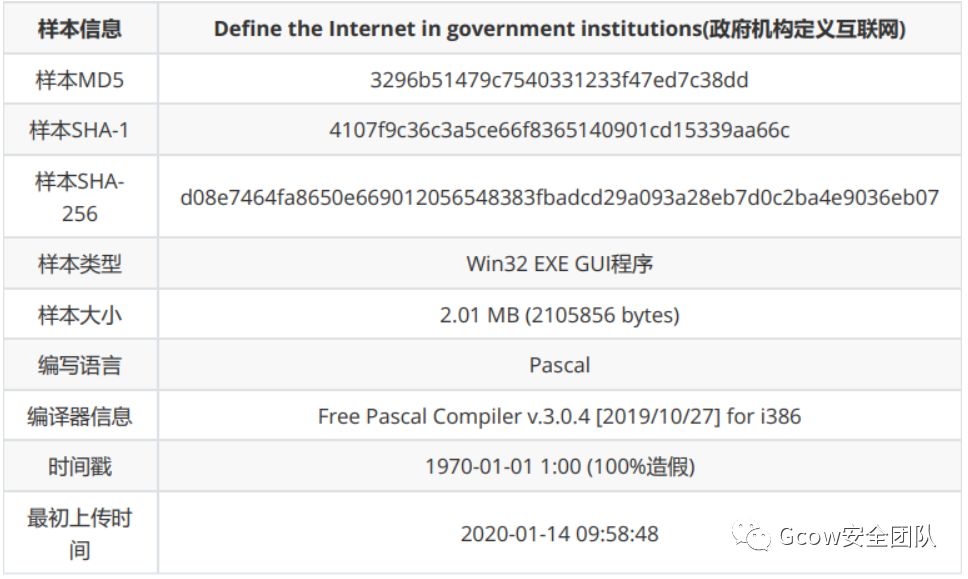 样本信息 Define the Internet in government institutions(政府机构定义互联网)
样本MD5 3296b51479c7540331233f47ed7c38dd
样本SHA-1 4107f9c36c3a5ce66f8365140901cd15339aa66c
样本SHA-
256 d08e7464fa8650e669012056548383fbadcd29a093a28eb7d0c2ba4e9036eb07
样本类型 Win32 EXE GUI程序
样本大小 2.01 MB (2105856 bytes)
编写语言 Pascal
编译器信息 Free Pascal Compiler v.3.0.4 [2019/10/27] for i386
时间戳 1970-01-01 1:00 (100%造假)
最初上传时
间 2020-01-14 09:58:48
Gcow安全团队